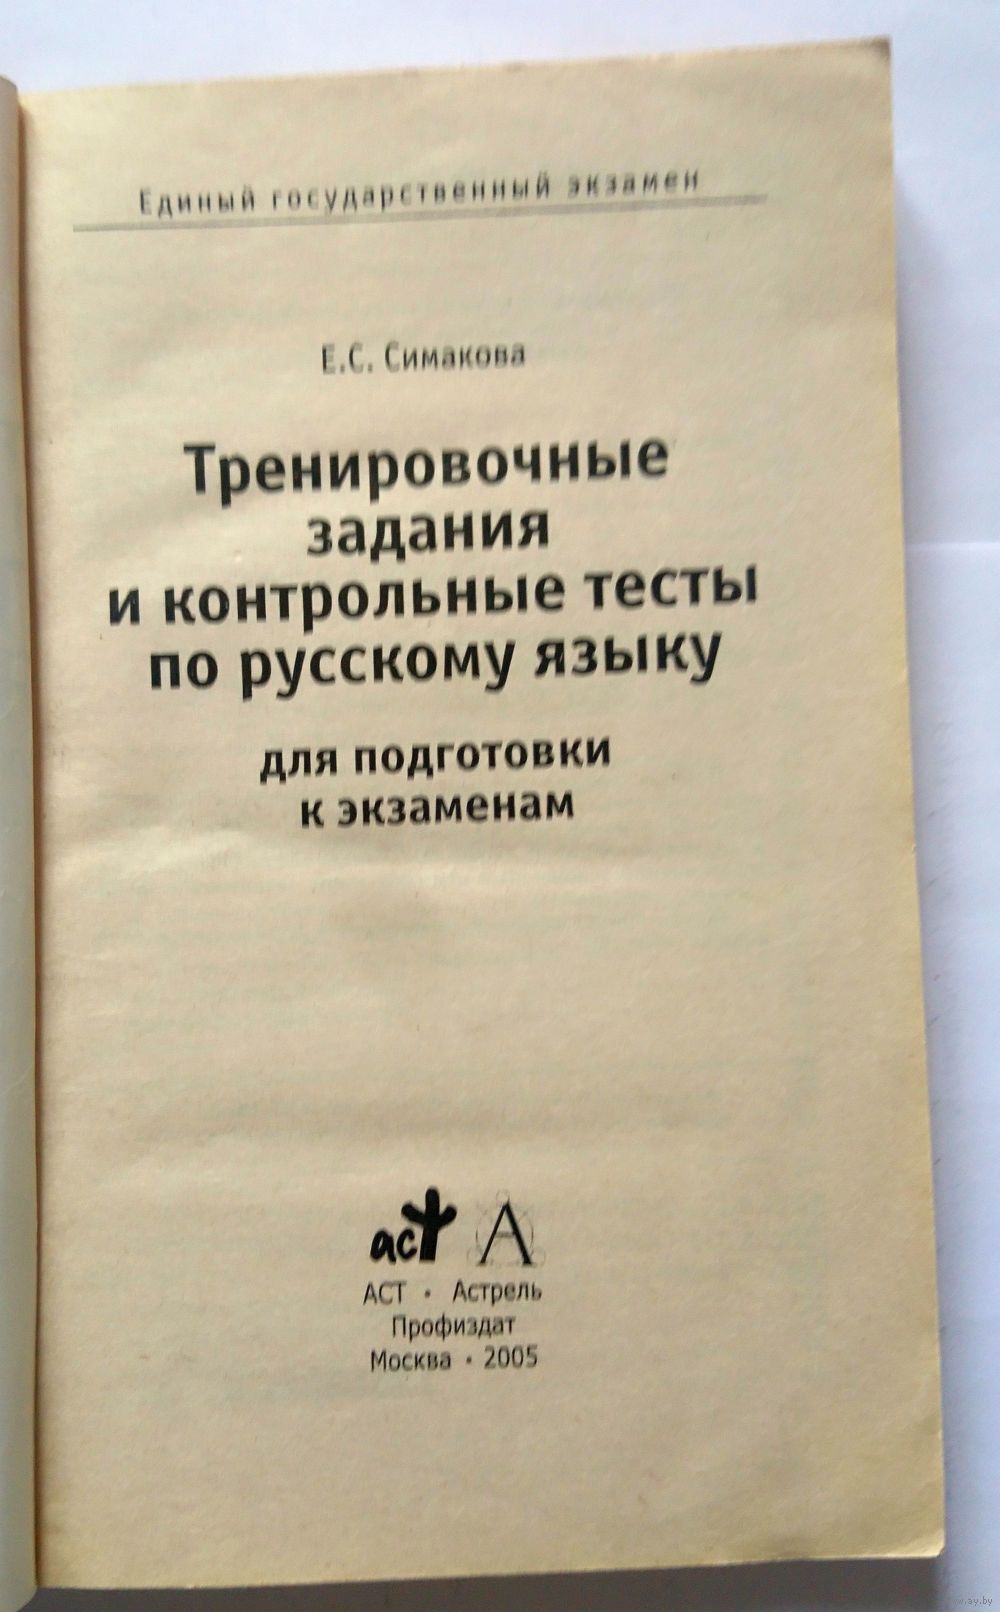 Единый государственный экзамен
Е.С. Симакова
Тренировочные
задания
и контрольные тесты
по русскому языку
для подготовки
к экзаменам
аст А
АСТ • Астрель
Профиздат
Москва • 2005